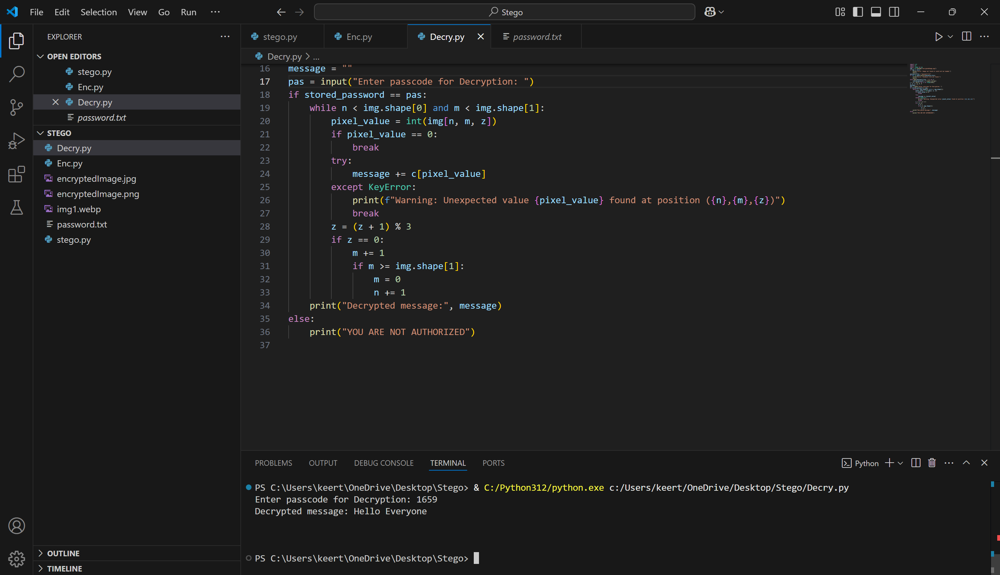 File Edit Selection View Go Run ...
Stego
EXPLORER
OPEN EDITORS
stego.py
Enc.py
Decry.py
password.txt
STEGO
Decry.py
Enc.py
encryptedImage.jpg
encryptedImage.png
img1.webp
password.txt
stego.py
OUTLINE
TIMELINE
stego.py Enc.py Decry.py password.txt
Decry.py > ...
16 message = ""
17 pas = input("Enter passcode for Decryption: ")
18 if stored_password == pas:
19     while n < img.shape[0] and m < img.shape[1]:
20         pixel_value = int(img[n, m, z])
21         if pixel_value == 0:
22             break
23         try:
24             message += c[pixel_value]
25         except KeyError:
26             print(f"Warning: Unexpected value {pixel_value} found at position ({n},{m},{z})")
27             break
28         z = (z + 1) % 3
29         if z == 0:
30             m += 1
31             if m >= img.shape[1]:
32                 m = 0
33                 n += 1
34     print("Decrypted message:", message)
35 else:
36     print("YOU ARE NOT AUTHORIZED")
37
PROBLEMS OUTPUT DEBUG CONSOLE TERMINAL PORTS
Python
PS C:\Users\keert\OneDrive\Desktop\Stego> & C:/Python312/python.exe c:/Users/keert/OneDrive/Desktop/Stego/Decry.py
Enter passcode for Decryption: 1659
Decrypted message: Hello Everyone
PS C:\Users\keert\OneDrive\Desktop\Stego>